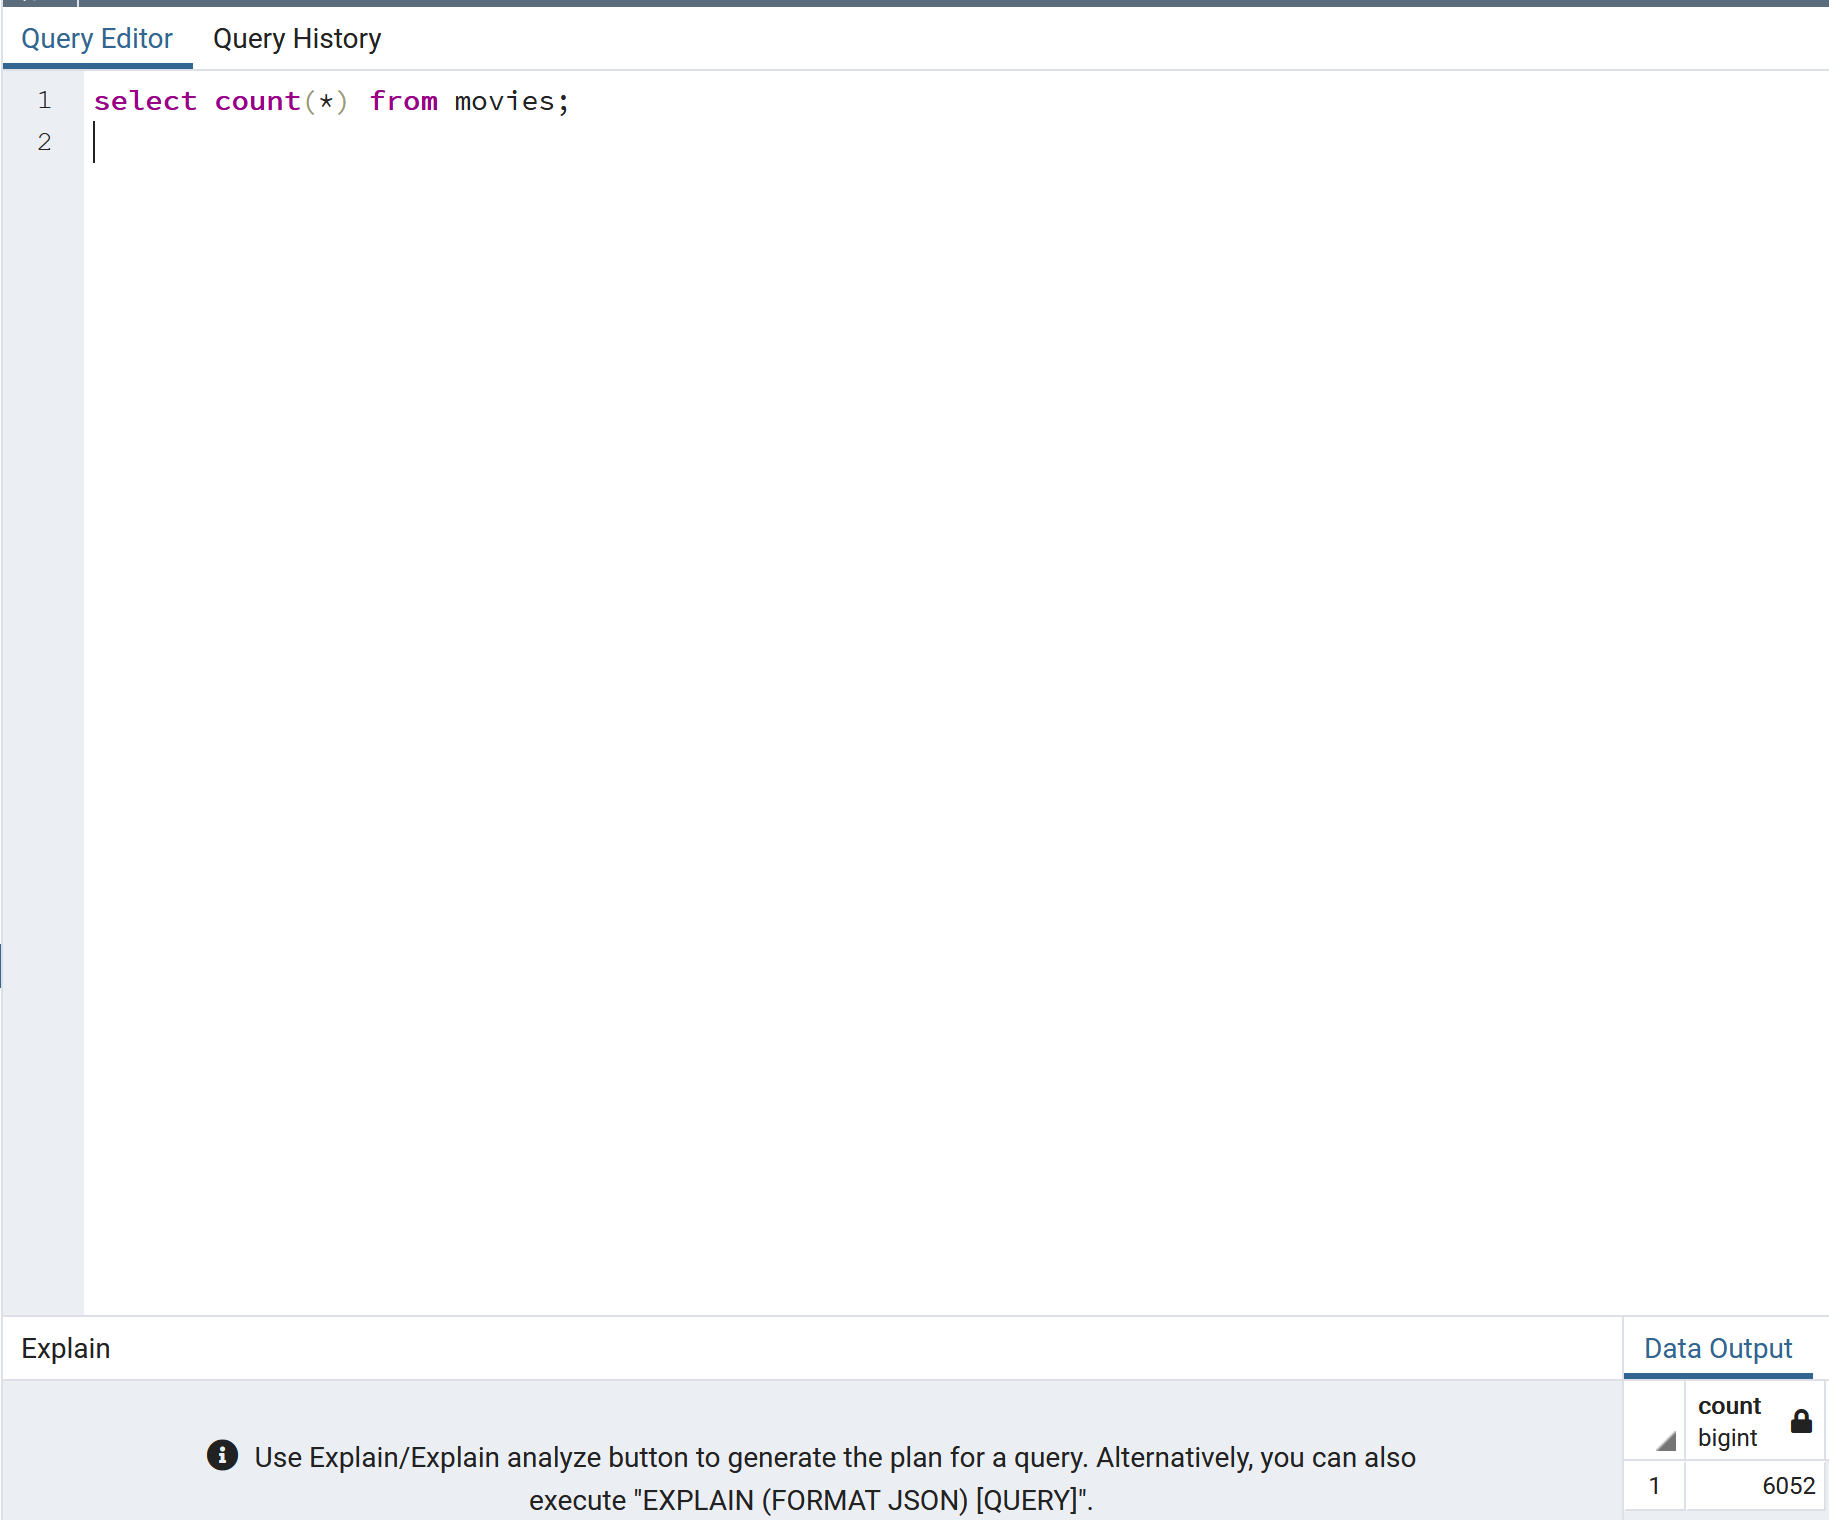 Query Editor Query History
1 select count(*) from movies;
2
Explain
Use Explain/Explain analyze button to generate the plan for a query. Alternatively, you can also
execute "EXPLAIN (FORMAT JSON) [QUERY]".
Data Output
count
bigint
1 6052